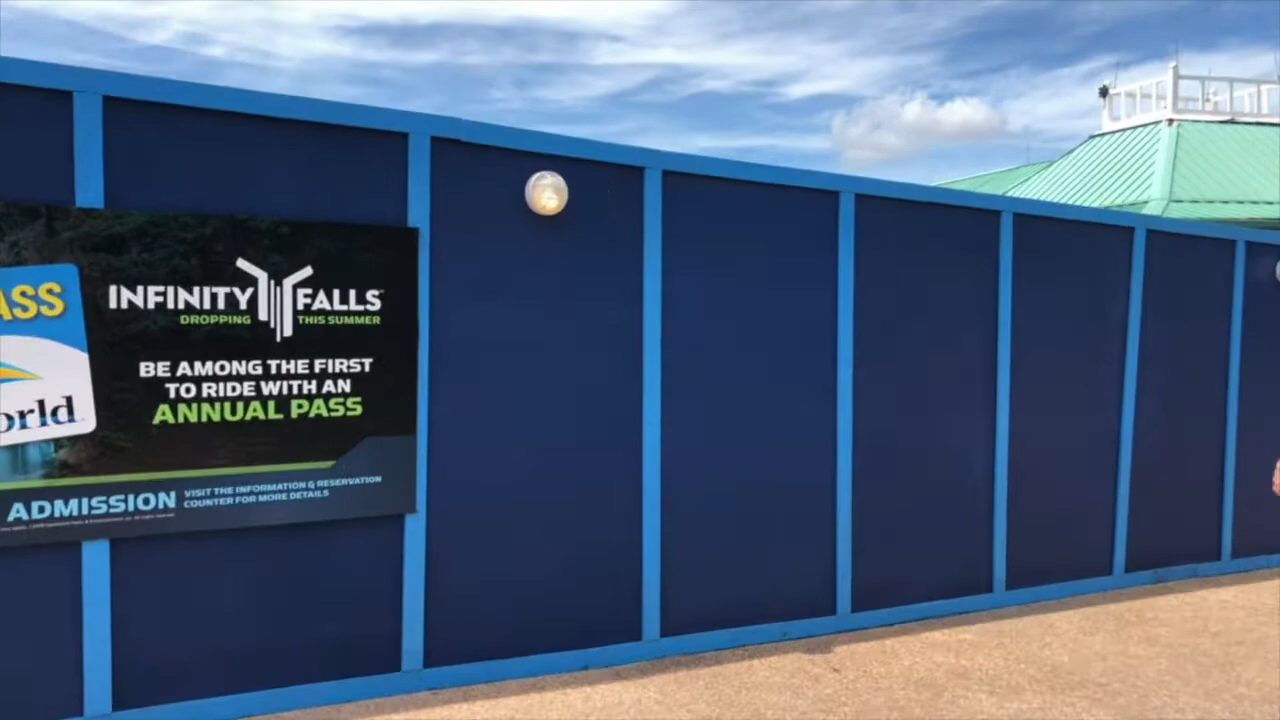 ASS
orld
INFINITY FALLS
DROPPING THIS SUMMER
BE AMONG THE FIRST
TO RIDE WITH AN
ANNUAL PASS
ADMISSION
VISIT THE INFORMATION & RESERVATION
COUNTER FOR MORE DETAILS